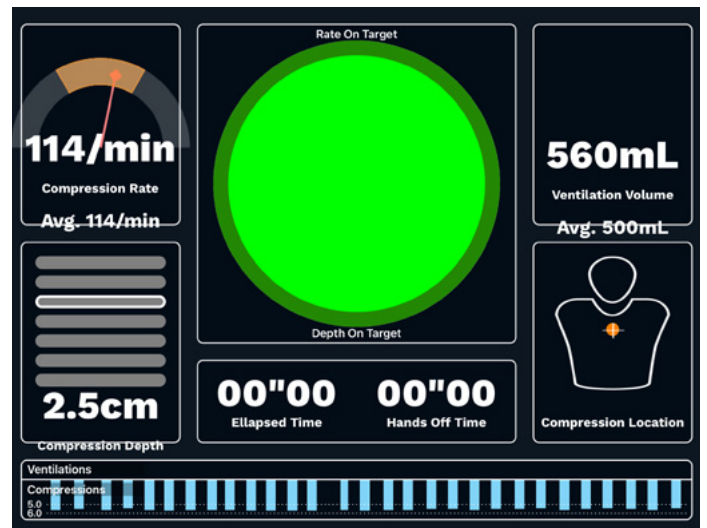 114/min
Compression Rate
Avg. 114/min
Rate On Target
Depth On Target
560mL
Ventilation Volume
Avg. 500mL
2.5cm
Compression Depth
00"00
Ellapsed Time
00"00
Hands Off Time
Compression Location
Ventilations
Compressions
5.0
6.0